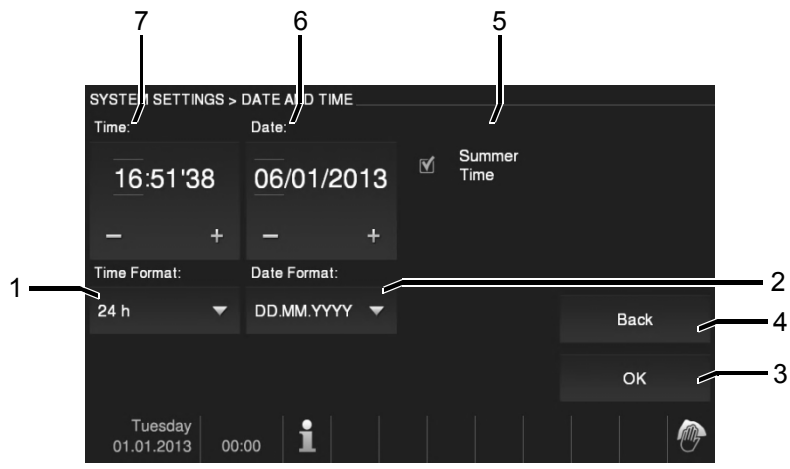 7 6 5
SYSTEM SETTINGS > DATE AND TIME
Time: Date:
16:51'38 06/01/2013 Summer
Time
− + − +
Time Format: Date Format:
1 2
24 h DD.MM.YYYY
Back 4
OK 3
Tuesday
01.01.2013 00:00